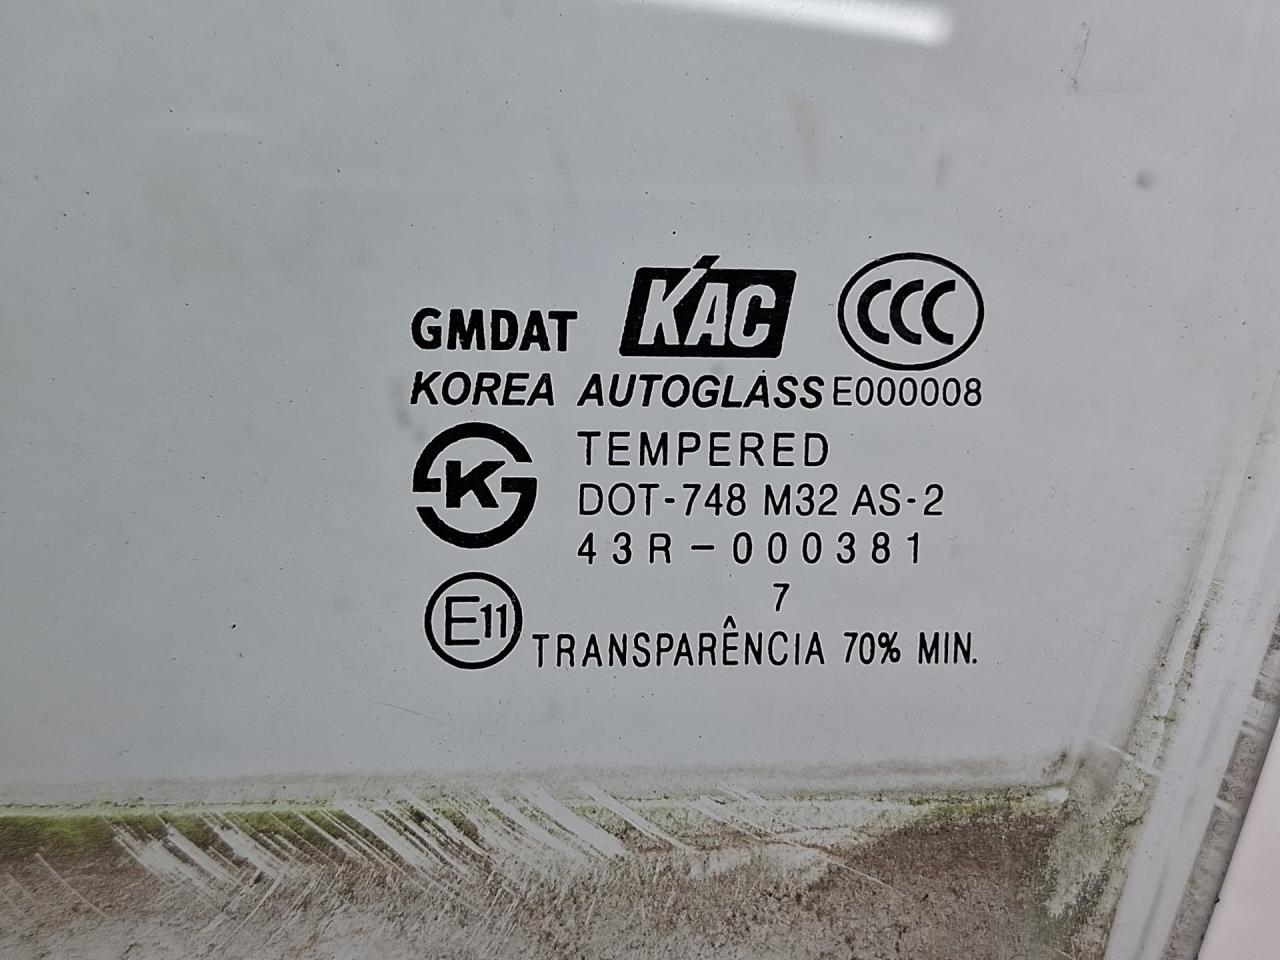 GMDAT KAC CCC
KOREA AUTOGLASS E000008
K TEMPERED
DOT-748 M32 AS-2
43R-000381
7
E11 TRANSPARÊNCIA 70% MIN.